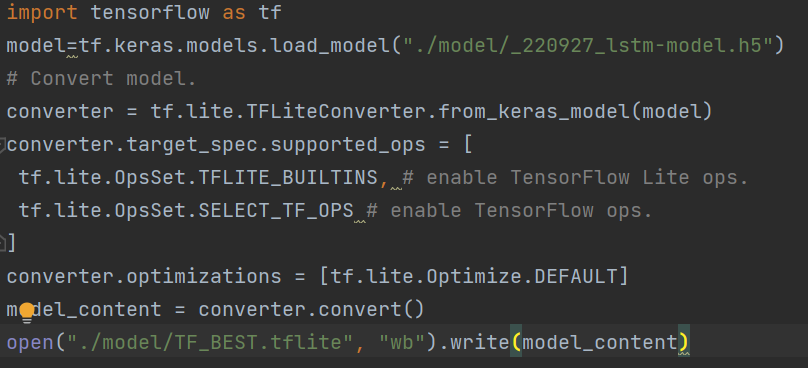 import tensorflow as tf
model=tf.keras.models.load_model("./model/_220927_lstm-model.h5")
# Convert model.
converter = tf.lite.TFLiteConverter.from_keras_model(model)
converter.target_spec.supported_ops = [
 tf.lite.OpsSet.TFLITE_BUILTINS, # enable TensorFlow Lite ops.
 tf.lite.OpsSet.SELECT_TF_OPS # enable TensorFlow ops.
]
converter.optimizations = [tf.lite.Optimize.DEFAULT]
model_content = converter.convert()
open("./model/TF_BEST.tflite", "wb").write(model_content)